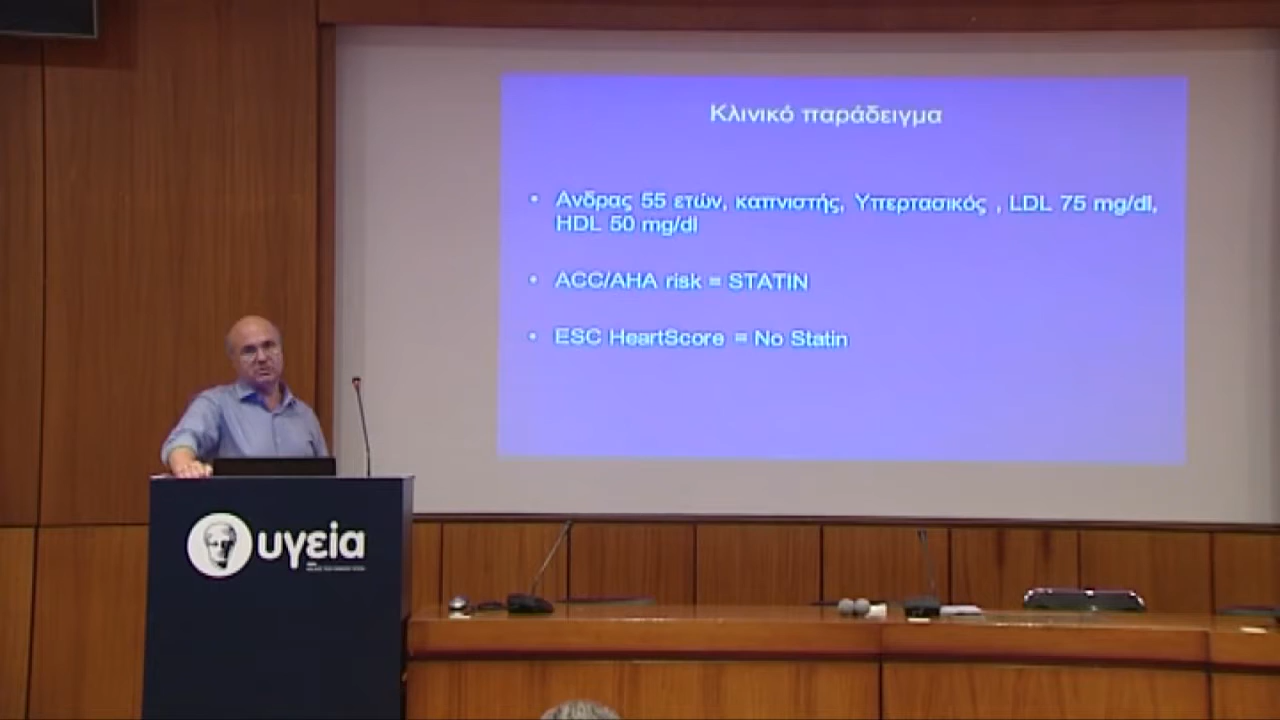 Κλινικό παράδειγμα
• Ανδρας 55 ετών, καπνιστής, Υπερτασικός , LDL 75 mg/dl,
HDL 50 mg/dl
• ACC/AHA risk = STATIN
• ESC HeartScore = No Statin
υγεία